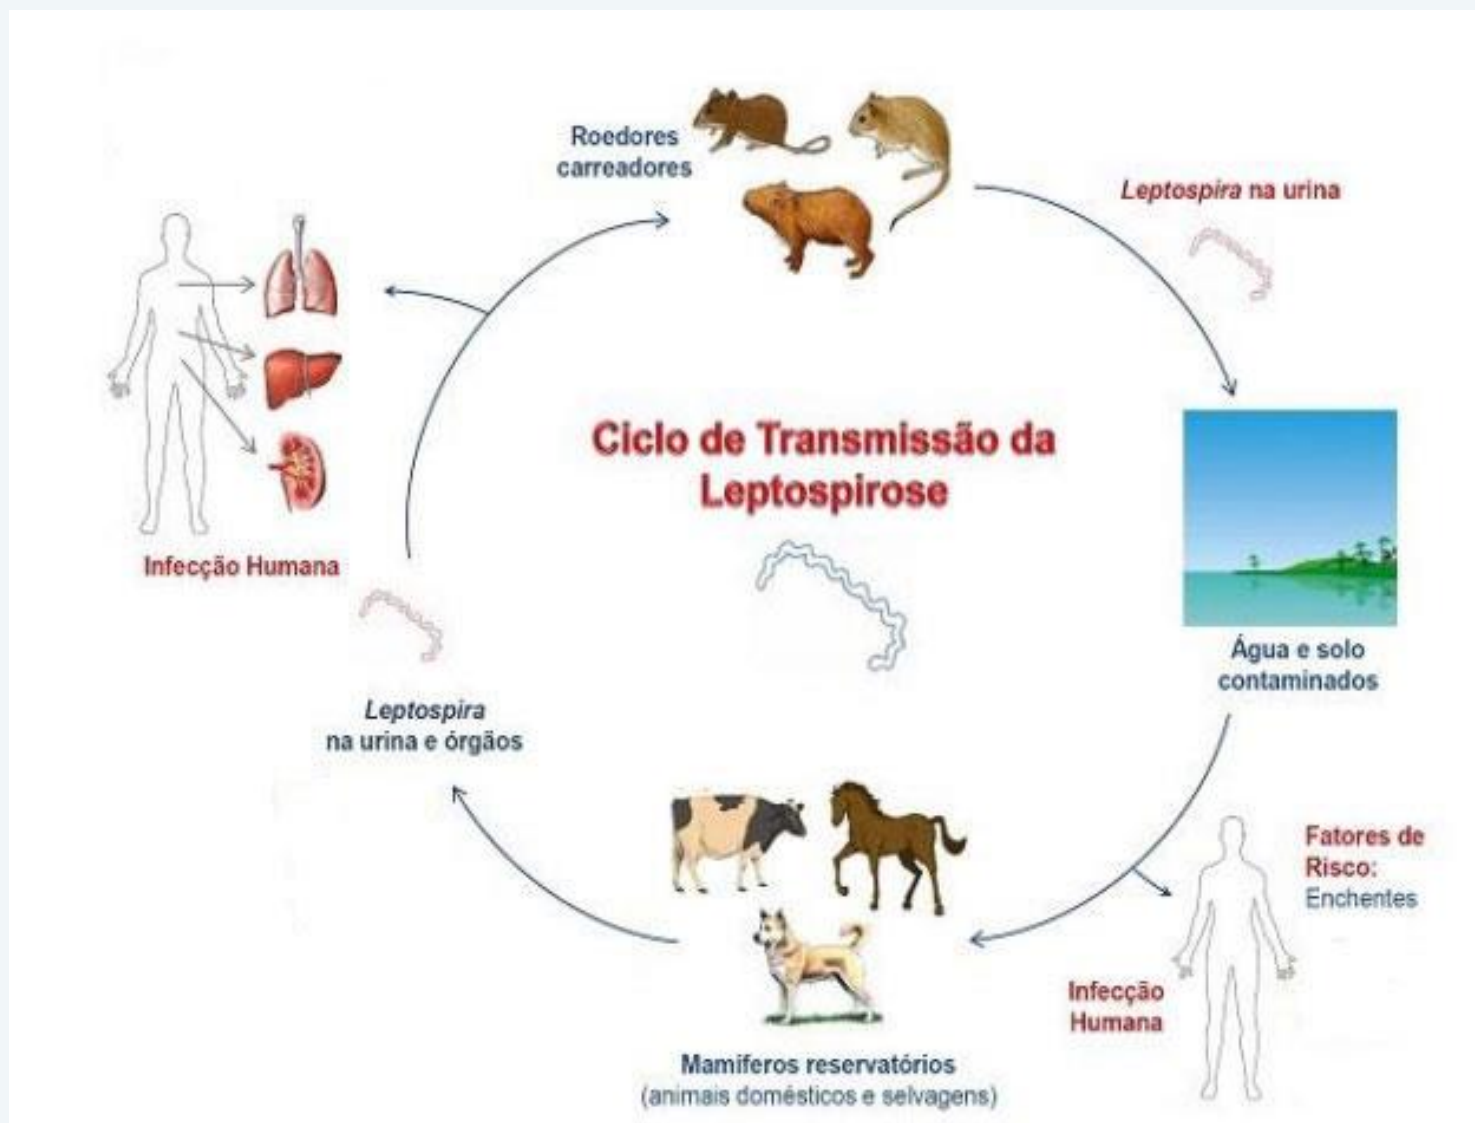 Roedores
carreadores
Leptospira na urina
Ciclo de Transmissão da
Leptospirose
Infecção Humana
Água e solo
contaminados
Leptospira
na urina e órgãos
Fatores de
Risco:
Enchentes
Infecção
Humana
Mamíferos reservatórios
(animais domésticos e selvagens)